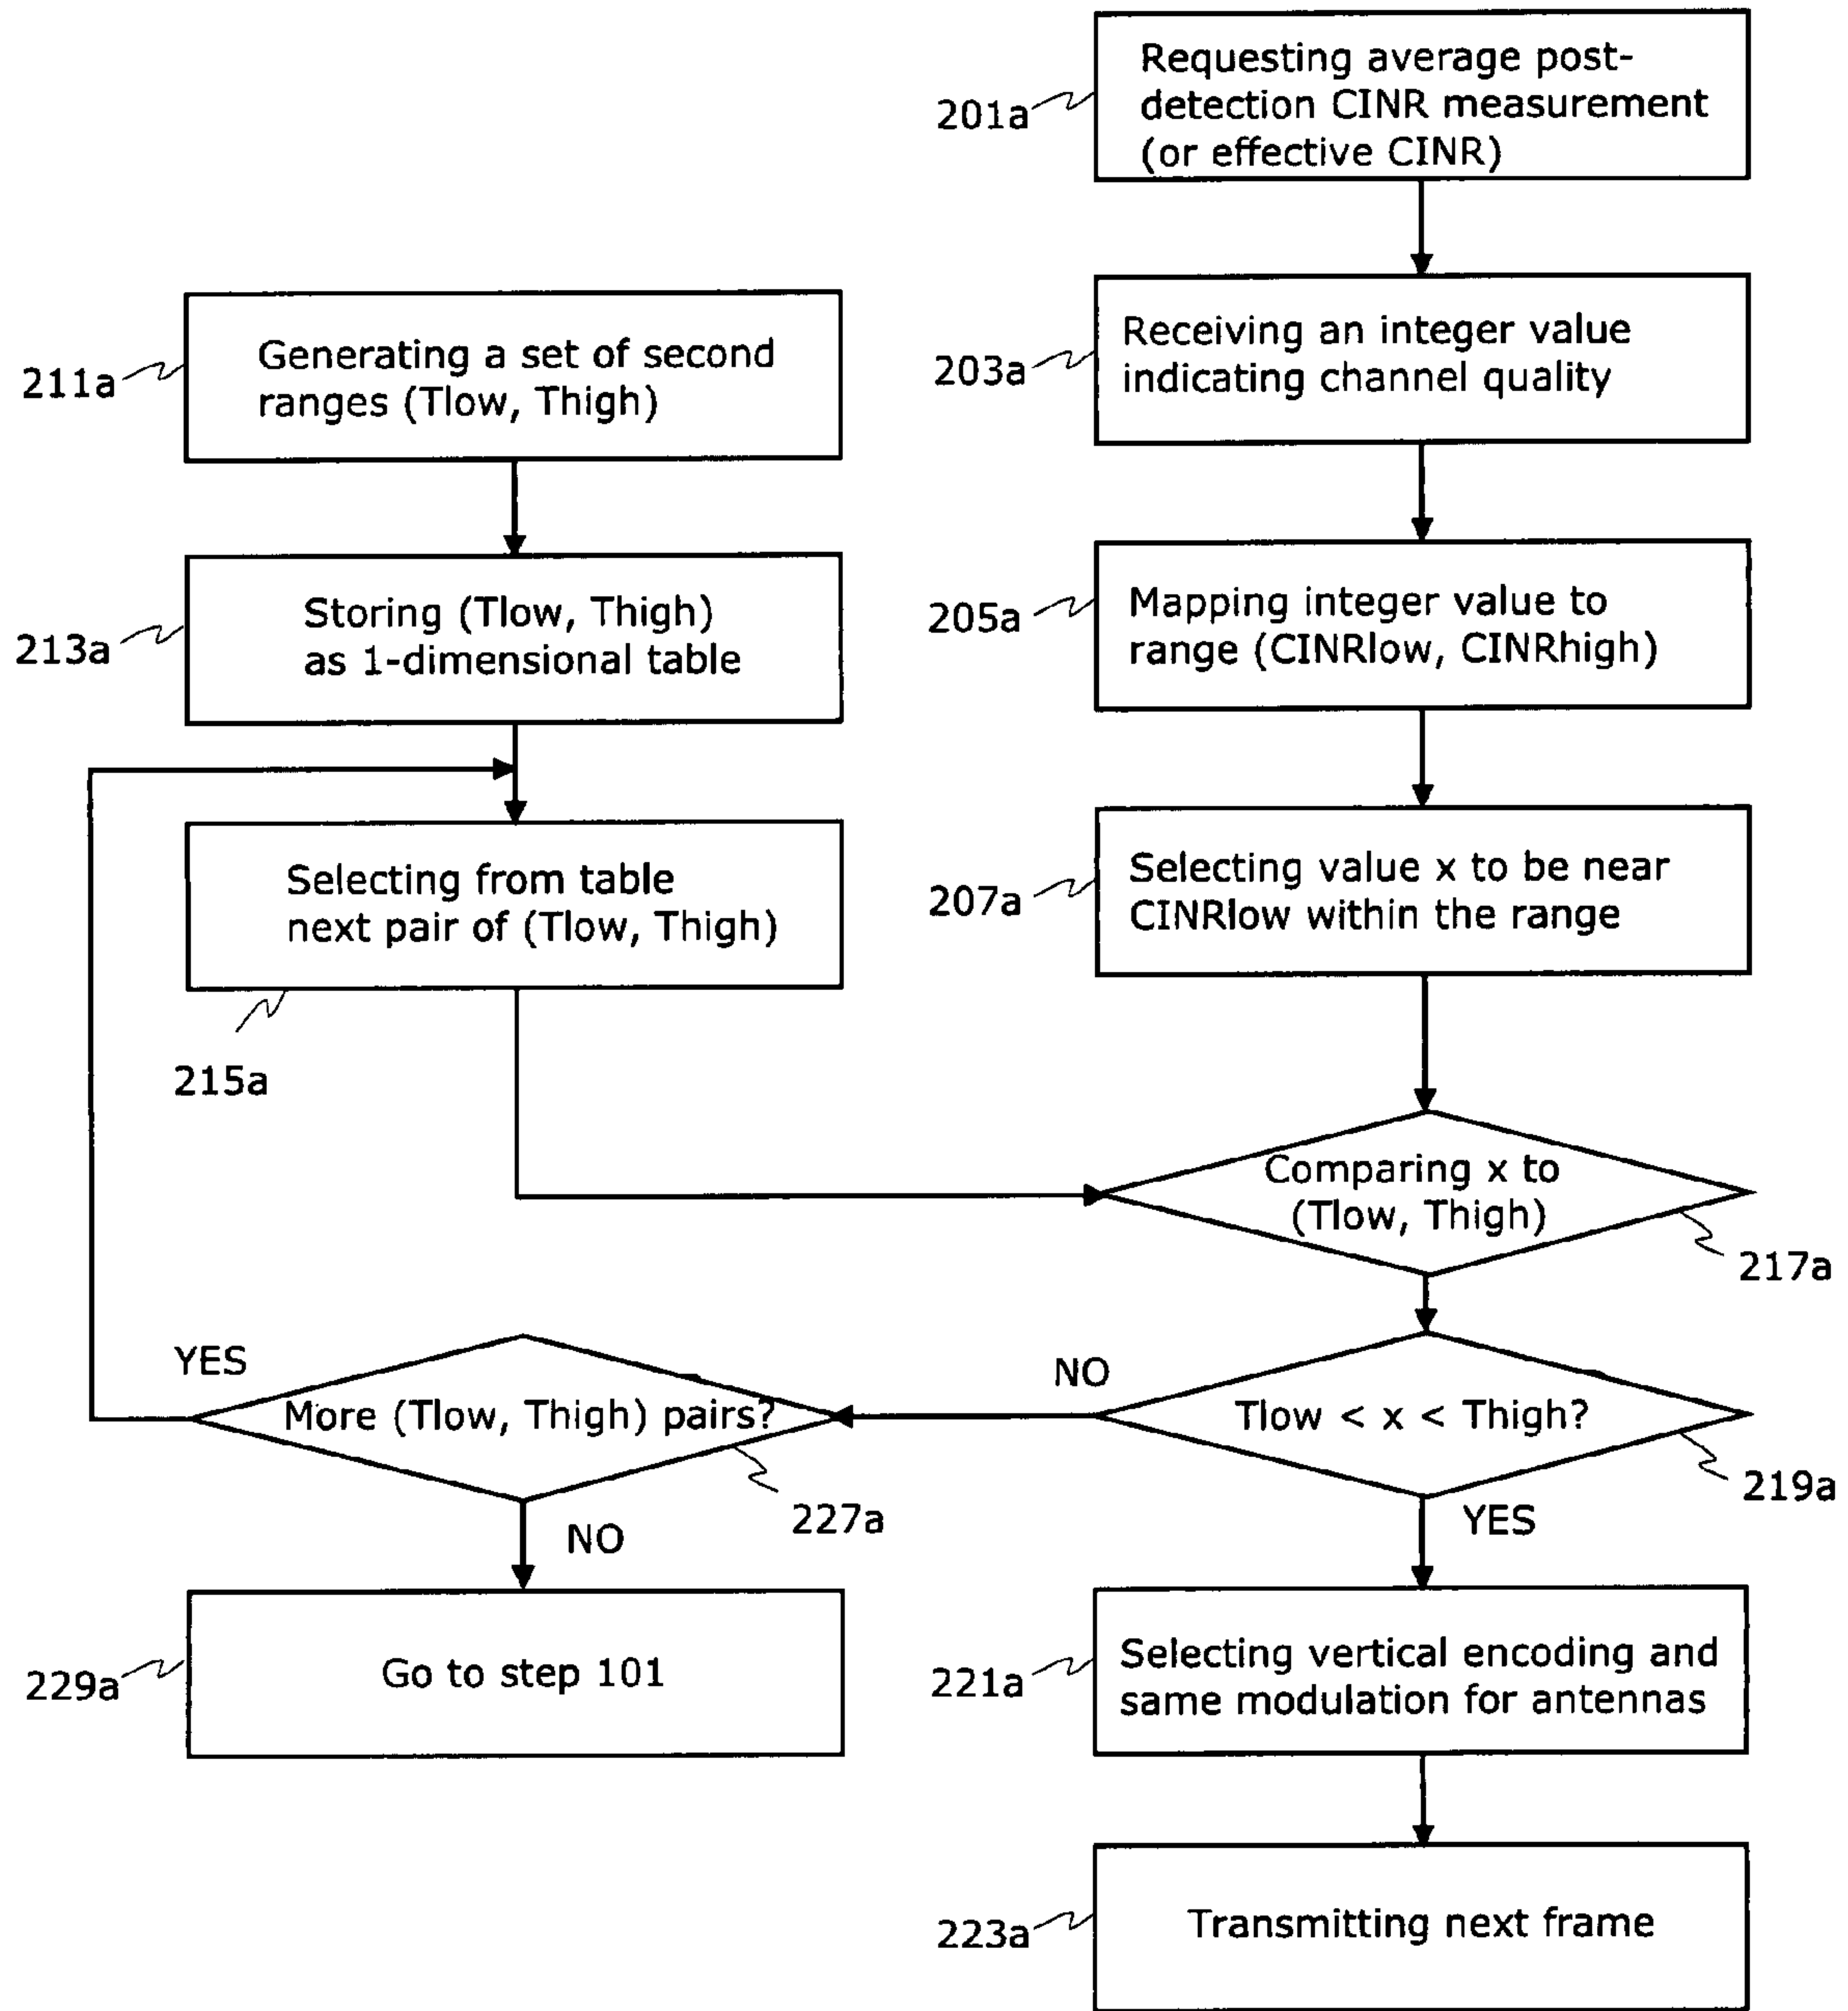 Requesting average post-
detection CINR measurement
(or effective CINR)
201a
Receiving an integer value
indicating channel quality
203a
Generating a set of second
ranges (Tlow, Thigh)
211a
Mapping integer value to
range (CINRlow, CINRhigh)
205a
Storing (Tlow, Thigh)
as 1-dimensional table
213a
Selecting value x to be near
CINRlow within the range
207a
Selecting from table
next pair of (Tlow, Thigh)
215a
Comparing x to
(Tlow, Thigh)
217a
Tlow < x < Thigh?
219a
NO
YES
More (Tlow, Thigh) pairs?
227a
YES
NO
Go to step 101
229a
Selecting vertical encoding and
same modulation for antennas
221a
Transmitting next frame
223a